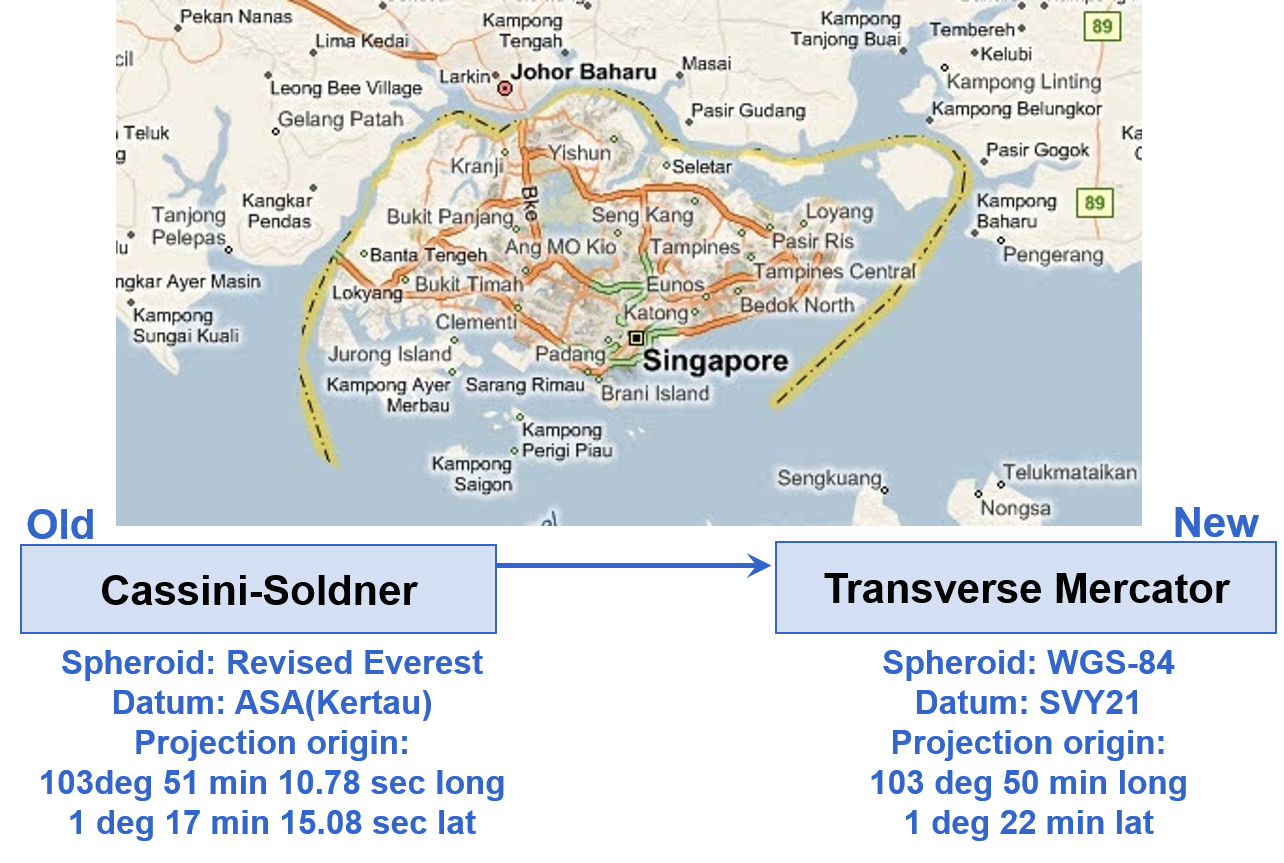 Pekan Nanas
Kampong
Tengah
Kampong
Tanjong Buai
Tembereh
89
Lima Kedai
Kelubi
cil
Larkin
Johor Baharu
Masai
Kampong Linting
Leong Bee Village
Gelang Patah
Pasir Gudang
Kampong Belungkor
Teluk
g
Ka
C
Kranji
Yishun
Seletar
Pasir Gogok
Bke
Kangkar
Pendas
Tanjong
Pelepas
Bukit Panjang
Seng Kang
Loyang
Kampong
Baharu
89
lu
Ang MO Kio
Tampines
Pasir Ris
Banta Tengeh
Pengerang
ngkar Ayer Masin
Lokyang
Bukit Timah
Eunos
Tampines Central
Kampong
Sungai Kuali
Clementi
Katong
Bedok North
Jurong Island
Padang
Singapore
Kampong Ayer
Merbau
Sarang Rimau
Brani Island
Kampong
Perigi Piau
Kampong
Saigon
Sengkuang
Telukmataikan
Nongsa
Old
New
Cassini-Soldner
Transverse Mercator
Spheroid: Revised Everest
Datum: ASA(Kertau)
Projection origin:
103deg 51 min 10.78 sec long
1 deg 17 min 15.08 sec lat
Spheroid: WGS-84
Datum: SVY21
Projection origin:
103 deg 50 min long
1 deg 22 min lat